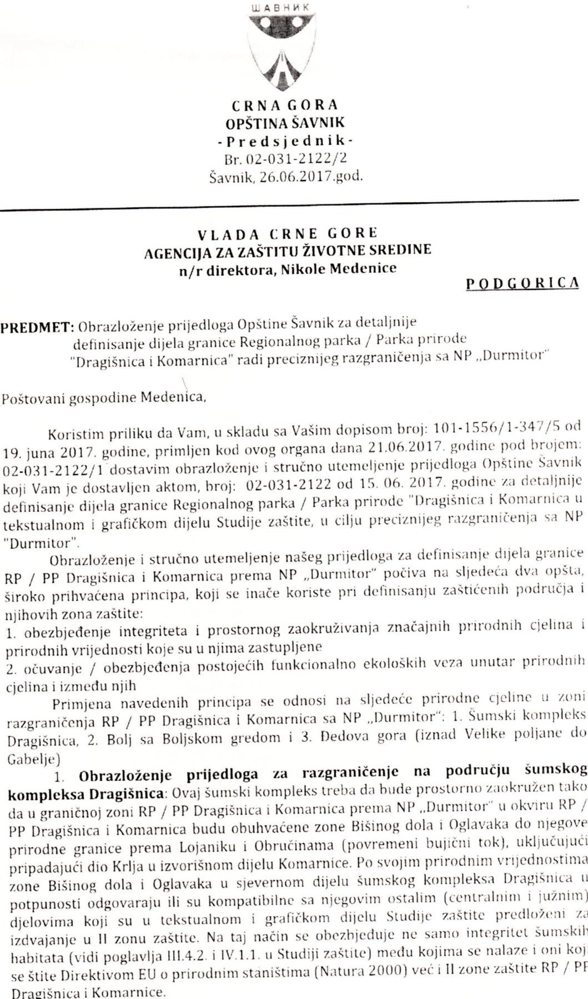 ШАВНИК
CRNA GORA
OPŠTINA ŠAVNIK
-Predsjednik-
Br. 02-031-2122/2
Šavnik, 26.06.2017.god.
VLADA CRNE GORE
AGENCIJA ZA ZAŠTITU ŽIVOTNE SREDINE
n/r direktora, Nikole Medenice
PODGORICA
PREDMET: Obrazloženje prijedloga Opštine Šavnik za detaljnije
definisanje dijela granice Regionalnog parka / Parka prirode
"Dragišnica i Komarnica" radi preciznijeg razgraničenja sa NP „Durmitor“
Poštovani gospodine Medenica,
Koristim priliku da Vam, u skladu sa Vašim dopisom broj: 101-1556/1-347/5 od
19. juna 2017. godine, primljen kod ovog organa dana 21.06.2017. godine pod brojem:
02-031-2122/1 dostavim obrazloženje i stručno utemeljenje prijedloga Opštine Šavnik
koji Vam je dostavljen aktom, broj: 02-031-2122 od 15. 06. 2017. godine za detaljnije
definisanje dijela granice Regionalnog parka / Parka prirode "Dragišnica i Komarnica u
tekstualnom i grafičkom dijelu Studije zaštite, u cilju preciznijeg razgraničenja sa NP
"Durmitor".
Obrazloženje i stručno utemeljenje našeg prijedloga za definisanje dijela granice
RP / PP Dragišnica i Komarnica prema NP „Durmitor“ počiva na sljedeća dva opšta,
široko prihvaćena principa, koji se inače koriste pri definisanju zaštićenih područja i
njihovih zona zaštite:
1. obezbjeđenje integriteta i prostornog zaokruživanja značajnih prirodnih cjelina i
prirodnih vrijednosti koje su u njima zastupljene
2. očuvanje / obezbjeđenja postojećih funkcionalno ekoloških veza unutar prirodnih
cjelina i između njih
Primjena navedenih principa se odnosi na sljedeće prirodne cjeline u zoni
razgraničenja RP / PP Dragišnica i Komarnica sa NP „Durmitor“: 1. Šumski kompleks
Dragišnica, 2. Bolj sa Boljskom gredom i 3. Đedova gora (iznad Velike poljane do
Gabelje)
1. Obrazloženje prijedloga za razgraničenje na području šumskog
kompleksa Dragišnica: Ovaj šumski kompleks treba da bude prostorno zaokružen tako
da u graničnoj zoni RP / PP Dragišnica i Komarnica prema NP „Durmitor“ u okviru RP /
PP Dragišnica i Komarnica budu obuhvaćene zone Bišinog dola i Oglavaka do njegove
prirodne granice prema Lojaniku i Obručinama (povremeni bujični tok), uključujući
pripadajući dio Krlja u izvorišnom dijelu Komarnice. Po svojim prirodnim vrijednostima
zone Bišinog dola i Oglavaka u sjevernom dijelu šumskog kompleksa Dragišnica u
potpunosti odgovaraju ili su kompatibilne sa njegovim ostalim (centralnim i južnim)
djelovima koji su u tekstualnom i grafičkom dijelu Studije zaštite predloženi za
izdvajanje u II zonu zaštite. Na taj način se obezbjeđuje ne samo integritet šumskih
habitata (vidi poglavlja III.4.2. i IV.1.1. u Studiji zaštite) među kojima se nalaze i oni koji
se štite Direktivom EU o prirodnim staništima (Natura 2000) već i II zone zaštite RP / PP
Dragišnica i Komarnice.